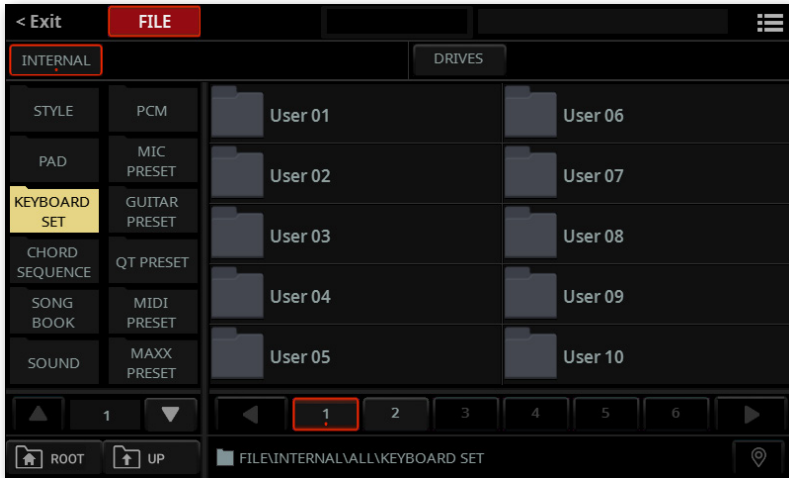 < Exit FILE
INTERNAL DRIVES
STYLE PCM
PAD MIC PRESET
KEYBOARD SET GUITAR PRESET
CHORD SEQUENCE QT PRESET
SONG BOOK MIDI PRESET
SOUND MAXX PRESET
User 01 User 06
User 02 User 07
User 03 User 08
User 04 User 09
User 05 User 10
1 1 2 3 4 5 6
ROOT UP FILE\INTERNAL\ALL\KEYBOARD SET